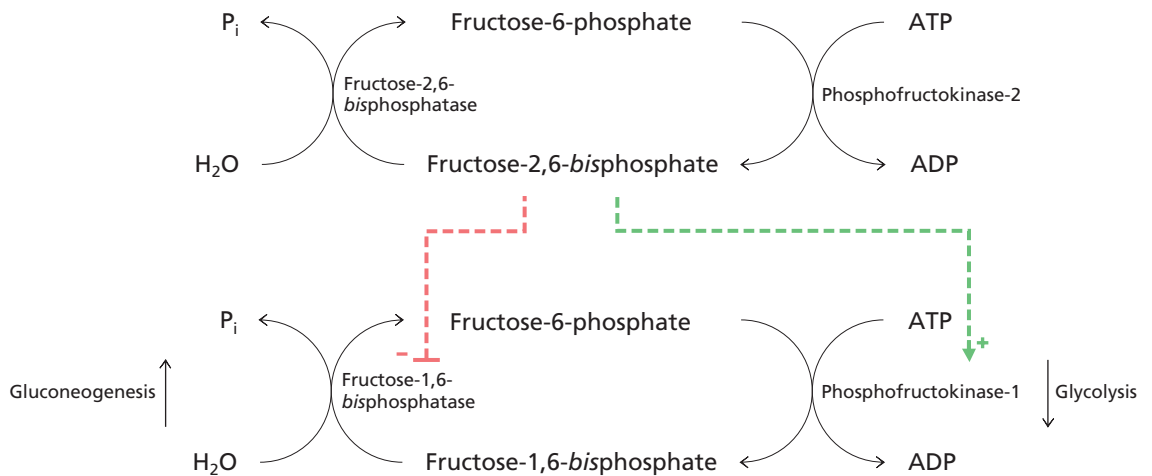 Pi Fructose-6-phosphate ATP
Fructose-2,6-
bisphosphatase
Phosphofructokinase-2
H2O Fructose-2,6-bisphosphate ADP
Pi Fructose-6-phosphate ATP
- +
Gluconeogenesis
Fructose-1,6-
bisphosphatase
Phosphofructokinase-1
Glycolysis
H2O Fructose-1,6-bisphosphate ADP